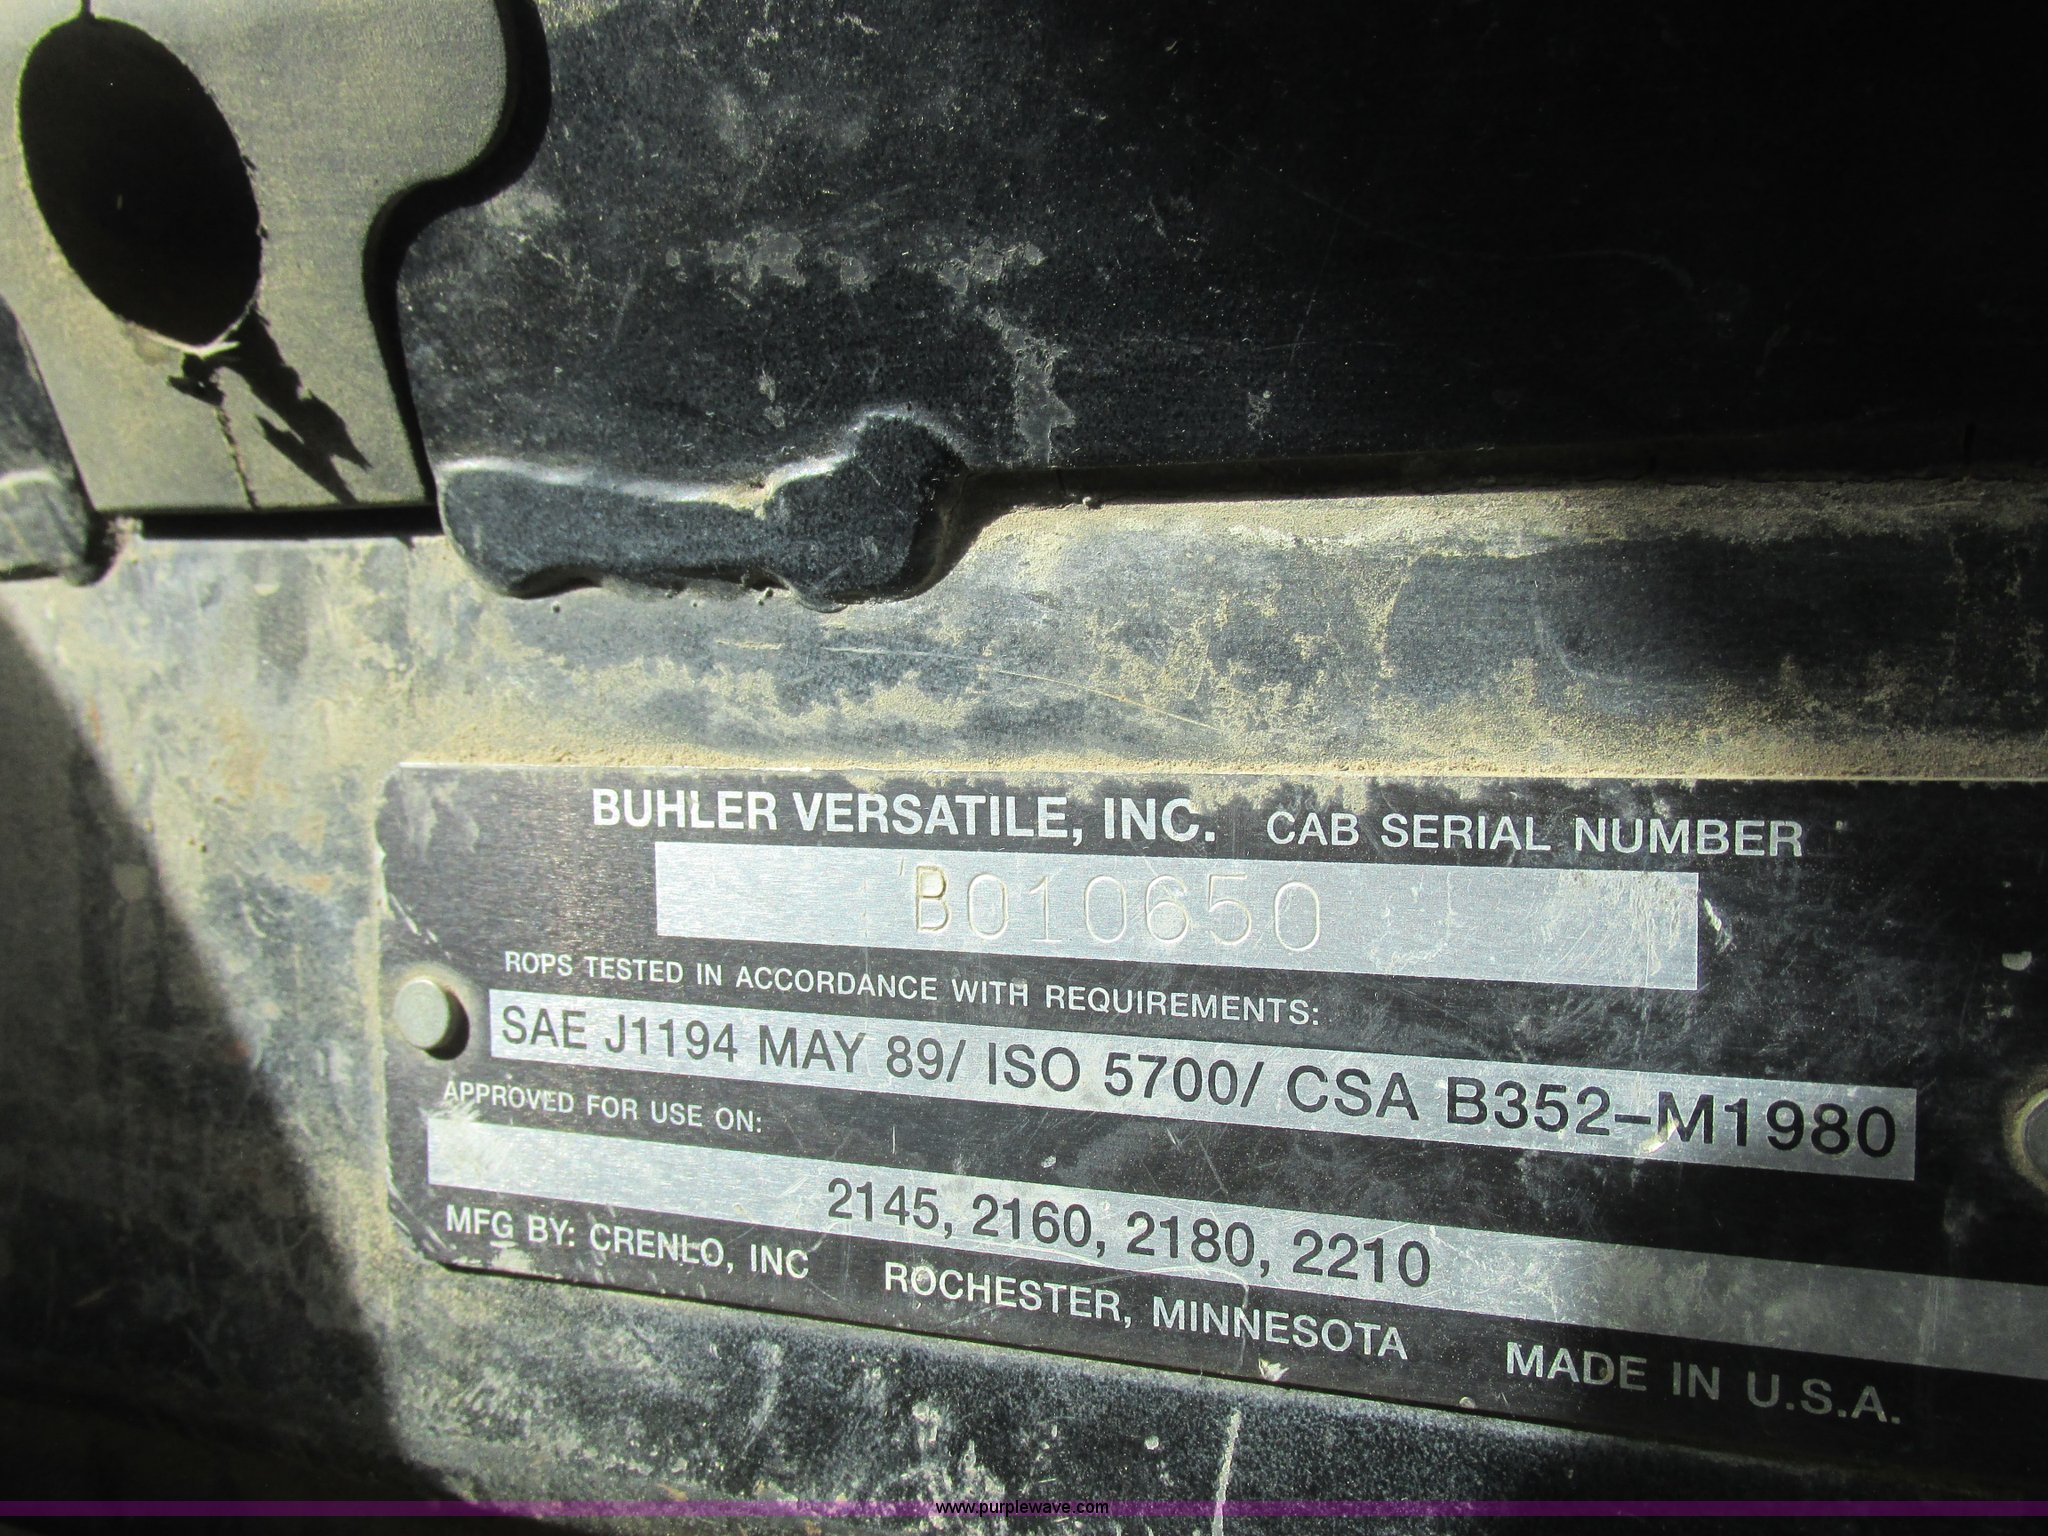 BUHLER VERSATILE, INC. CAB SERIAL NUMBER
B010650
ROPS TESTED IN ACCORDANCE WITH REQUIREMENTS:
SAE J1194 MAY 89/ ISO 5700/ CSA B352-M1980
APPROVED FOR USE ON:
2145, 2160, 2180, 2210
MFG BY: CRENLO, INC ROCHESTER, MINNESOTA MADE IN U.S.A.
www.purplewave.com